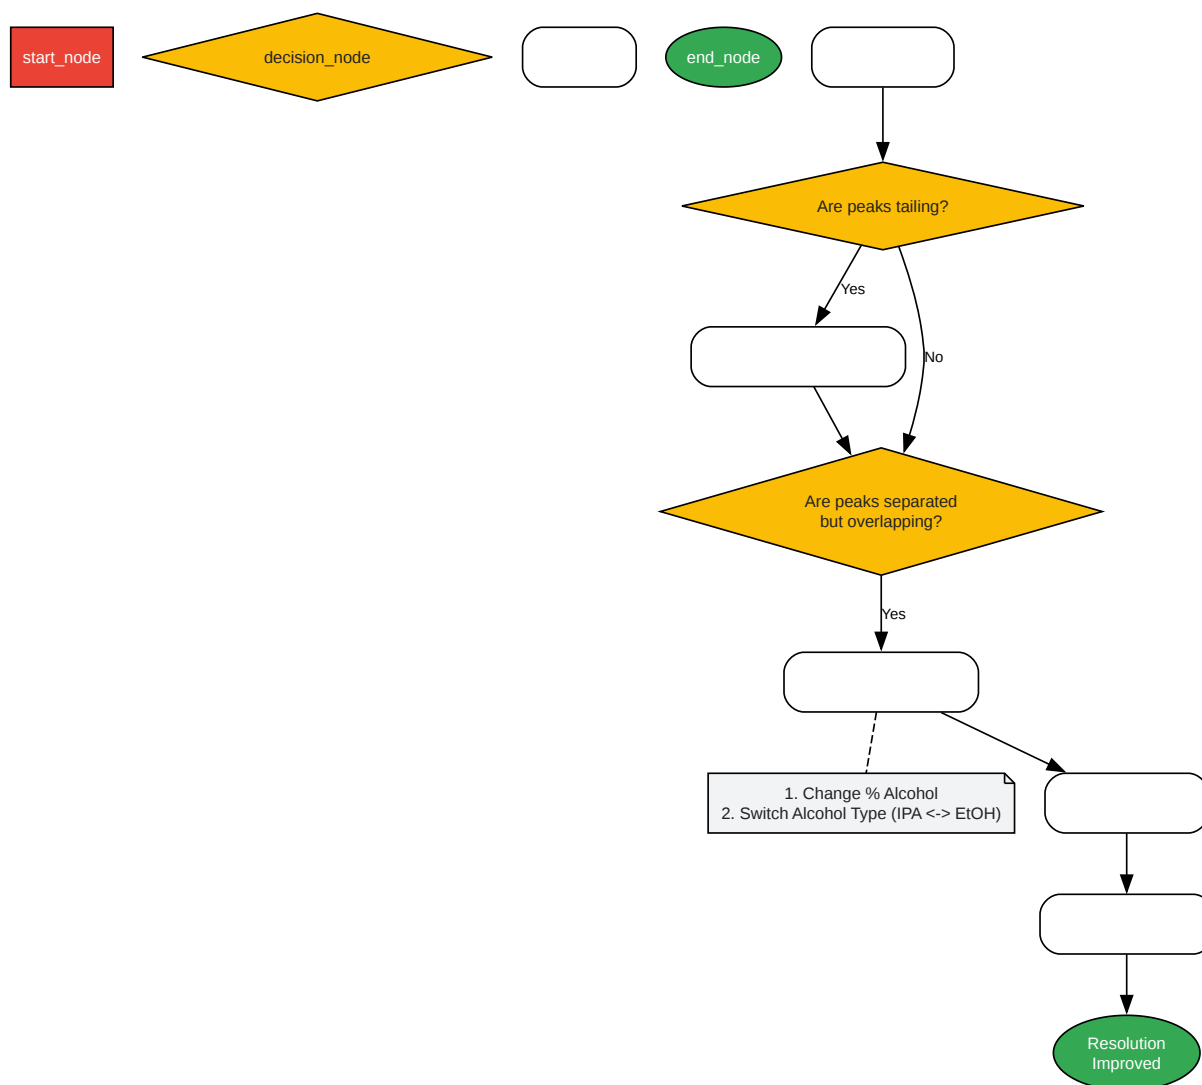 start_node
decision_node
end_node
Are peaks tailing?
Yes
No
Are peaks separated
but overlapping?
Yes
1. Change % Alcohol
2. Switch Alcohol Type (IPA <-> EtOH)
Resolution
Improved